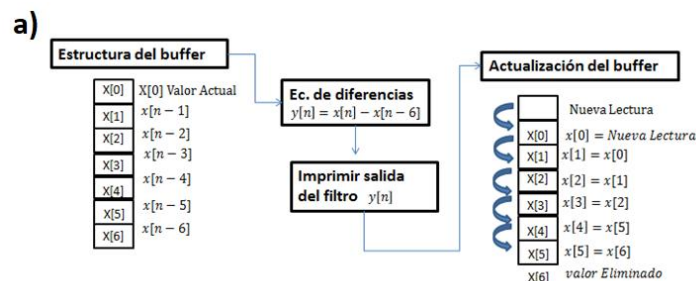 a)
Estructura del buffer
X[0] X[0] Valor Actual
X[1] x[n − 1]
X[2] x[n − 2]
X[3] x[n − 3]
X[4] x[n − 4]
X[5] x[n − 5]
X[6] x[n − 6]
Ec. de diferencias
y[n] = x[n] − x[n − 6]
Imprimir salida
del filtro y[n]
Actualización del buffer
Nueva Lectura
X[0] x[0] = Nueva Lectura
X[1] x[1] = x[0]
X[2] x[2] = x[1]
X[3] x[3] = x[2]
X[4] x[4] = x[5]
X[5] x[5] = x[6]
X[6] valor Eliminado